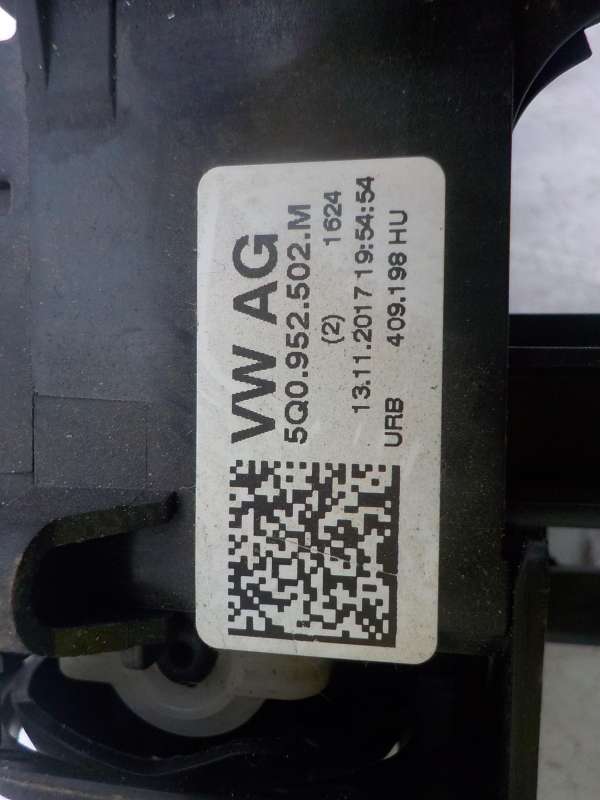 VW AG
5Q0.952.502.M
(2) 1624
13.11.2017 19:54:54
URB 409.198 HU